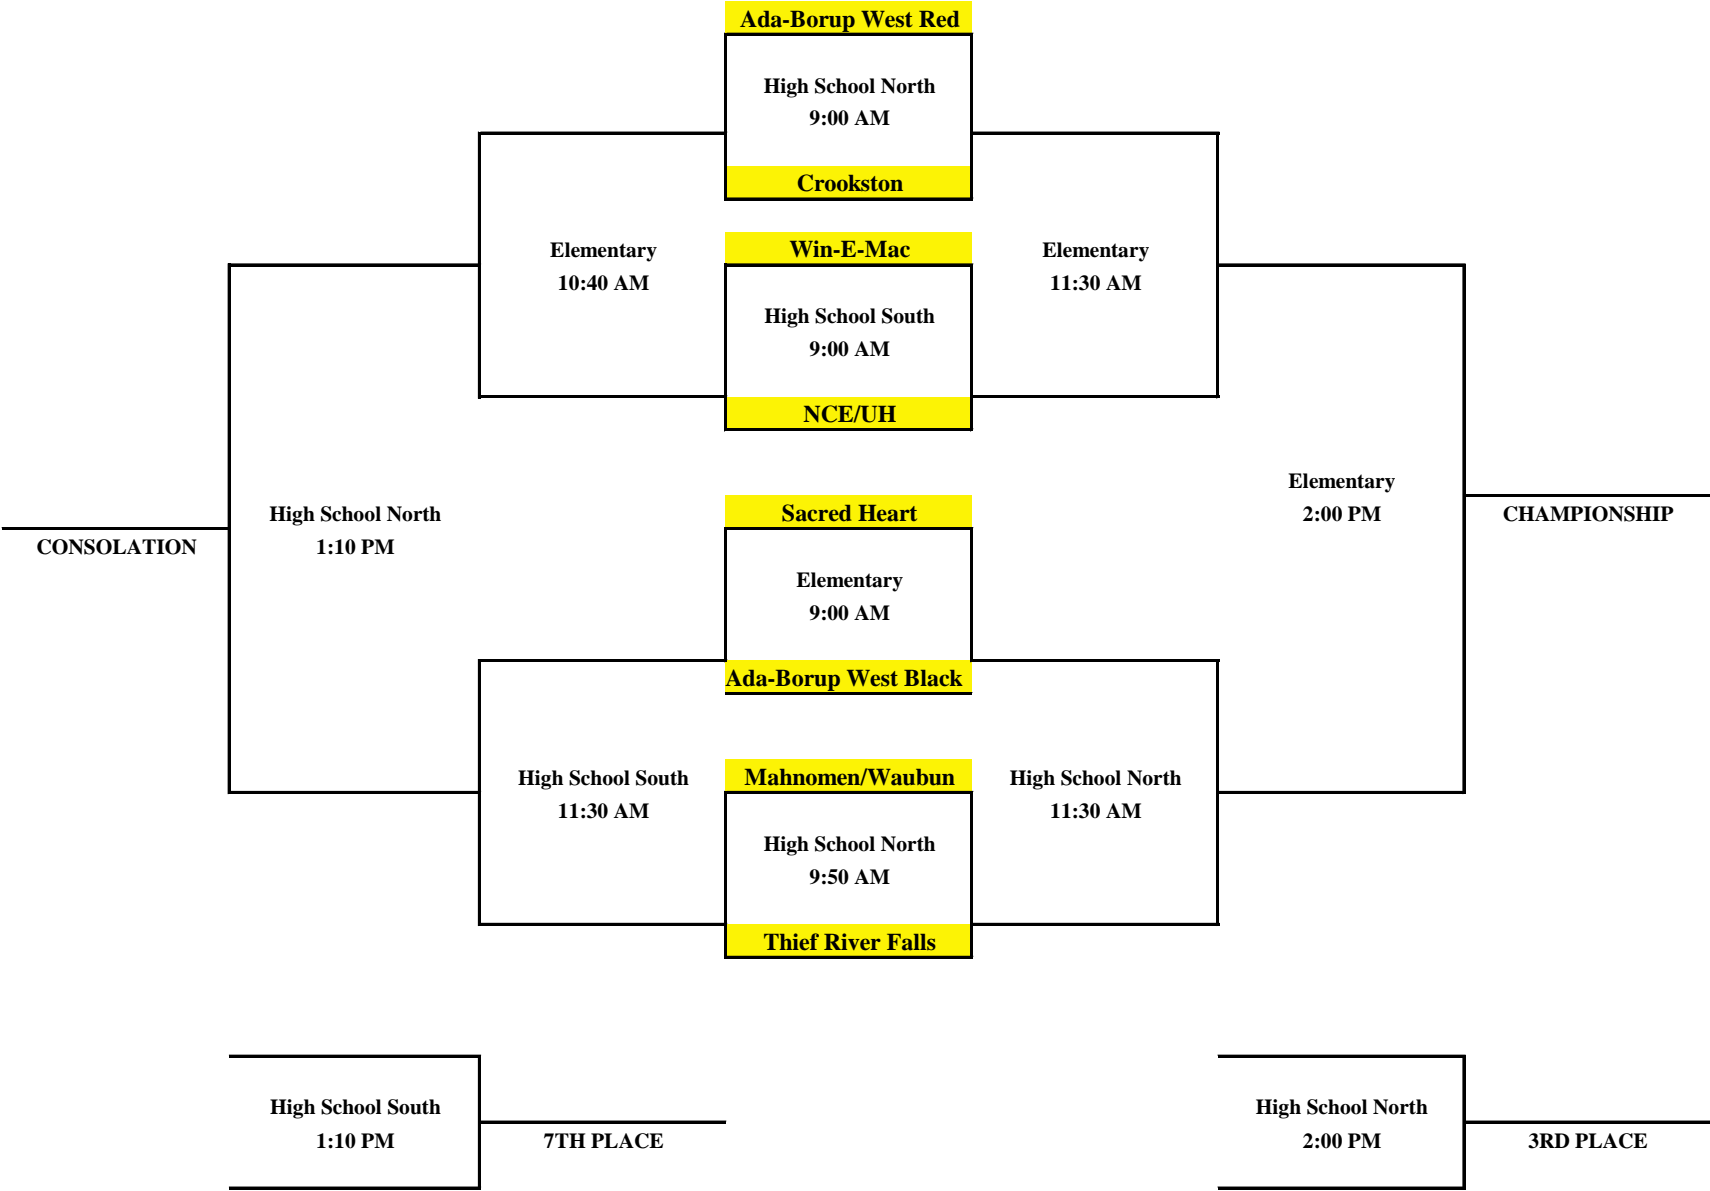 Ada-Borup West Red
High School North
9:00 AM
Crookston
Win-E-Mac
Elementary
10:40 AM
Elementary
11:30 AM
High School South
9:00 AM
NCE/UH
Elementary
2:00 PM
CHAMPIONSHIP
Sacred Heart
High School North
1:10 PM
CONSOLATION
Elementary
9:00 AM
Ada-Borup West Black
Mahnomen/Waubun
High School South
11:30 AM
High School North
11:30 AM
High School North
9:50 AM
Thief River Falls
High School South
1:10 PM
7TH PLACE
High School North
2:00 PM
3RD PLACE